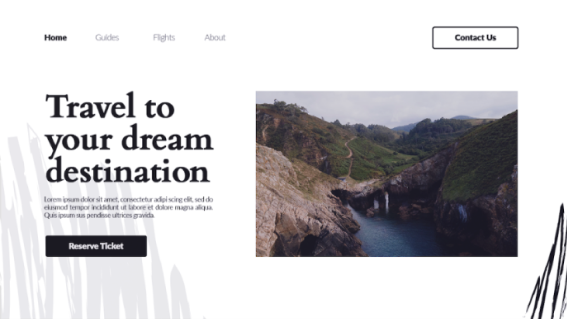 Home Guides Flights About Contact Us
Travel to
your dream
destination
Lorem ipsum dolor sit amet, consectetur adipi scing elit, sed do
eiusmod tempor incididunt ut labore et dolore magna aliqua.
Quis ipsum sus pendisse ultrices gravida.
Reserve Ticket